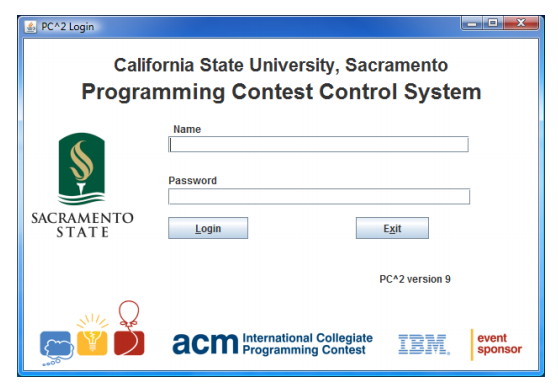 PC^2 Login
California State University, Sacramento
Programming Contest Control System
Name
Password
SACRAMENTO
STATE
Login
Exit
PC^2 version 9
acm International Collegiate
Programming Contest
IBM.
event
sponsor